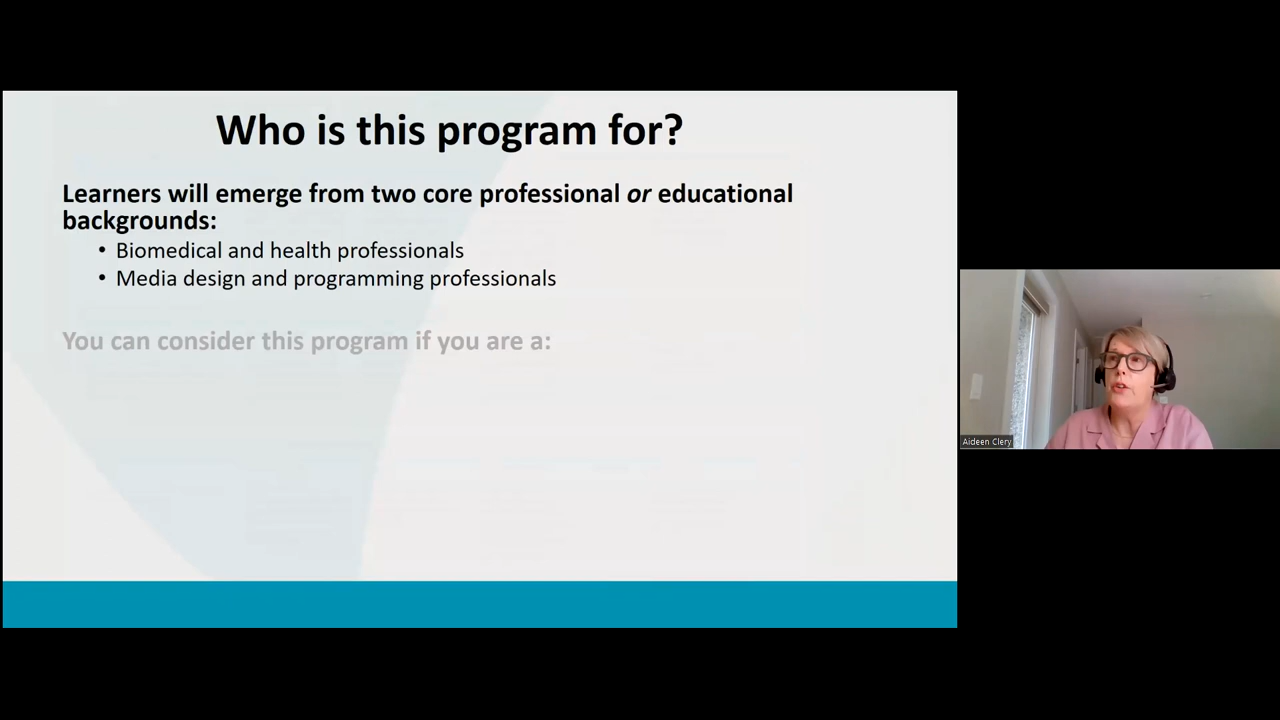 Who is this program for?
Learners will emerge from two core professional or educational
backgrounds:
• Biomedical and health professionals
• Media design and programming professionals
You can consider this program if you are a:
Aideen Clery